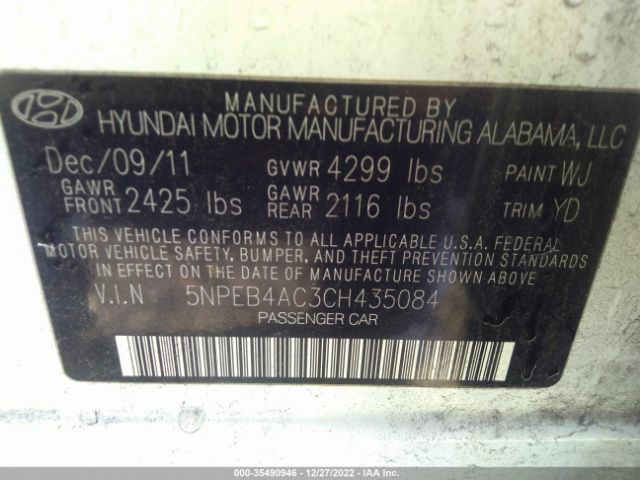 MANUFACTURED BY
HYUNDAI MOTOR MANUFACTURING ALABAMA, LLC
Dec/09/11 GVWR 4299 lbs PAINT WJ
GAWR FRONT 2425 lbs GAWR REAR 2116 lbs TRIM YD
THIS VEHICLE CONFORMS TO ALL APPLICABLE U.S.A. FEDERAL
MOTOR VEHICLE SAFETY, BUMPER, AND THEFT PREVENTION STANDARDS
IN EFFECT ON THE DATE OF MANUFACTURE SHOWN ABOVE
V.I.N 5NPEB4AC3CH435084
PASSENGER CAR
000-35490946 - 12/27/2022 - 043680